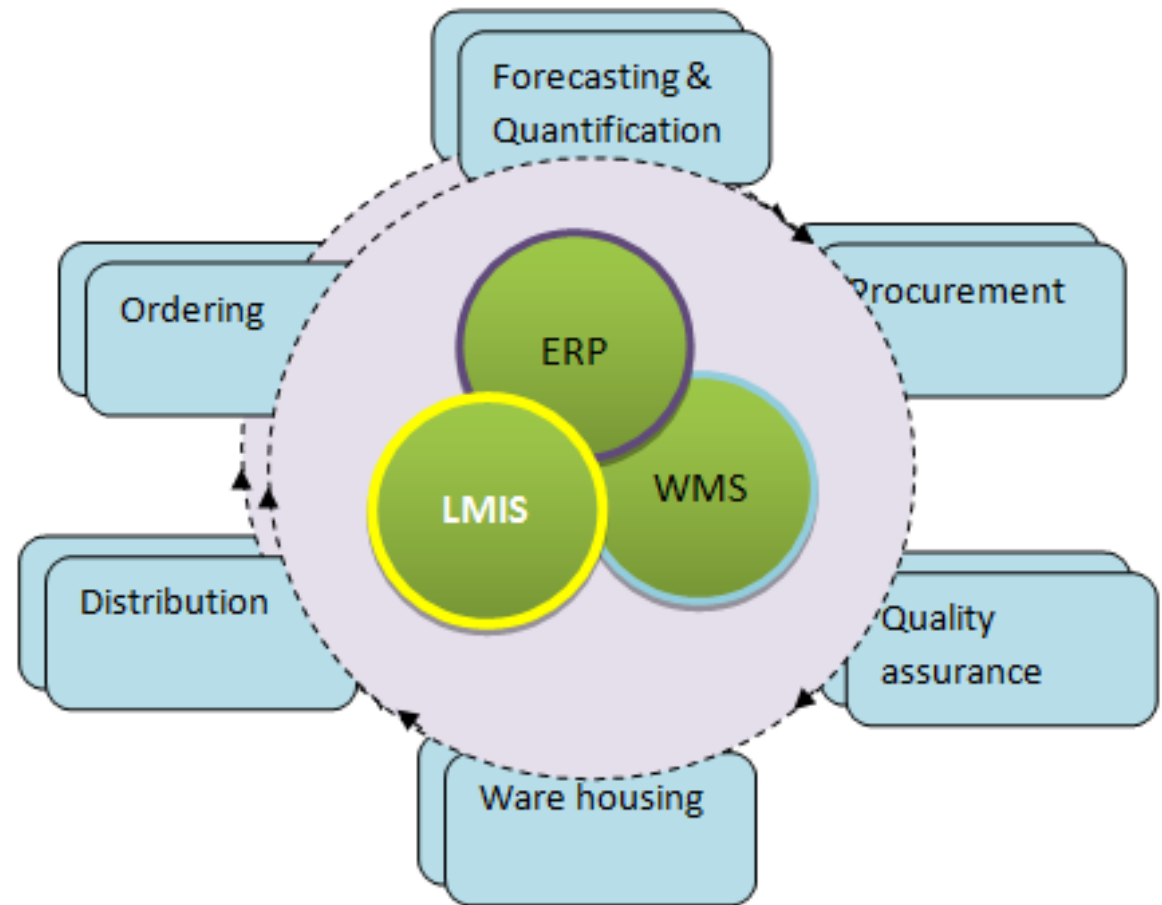 Forecasting &
Quantification
Procurement
Ordering
ERP
WMS
LMIS
Distribution
Quality
assurance
Ware housing